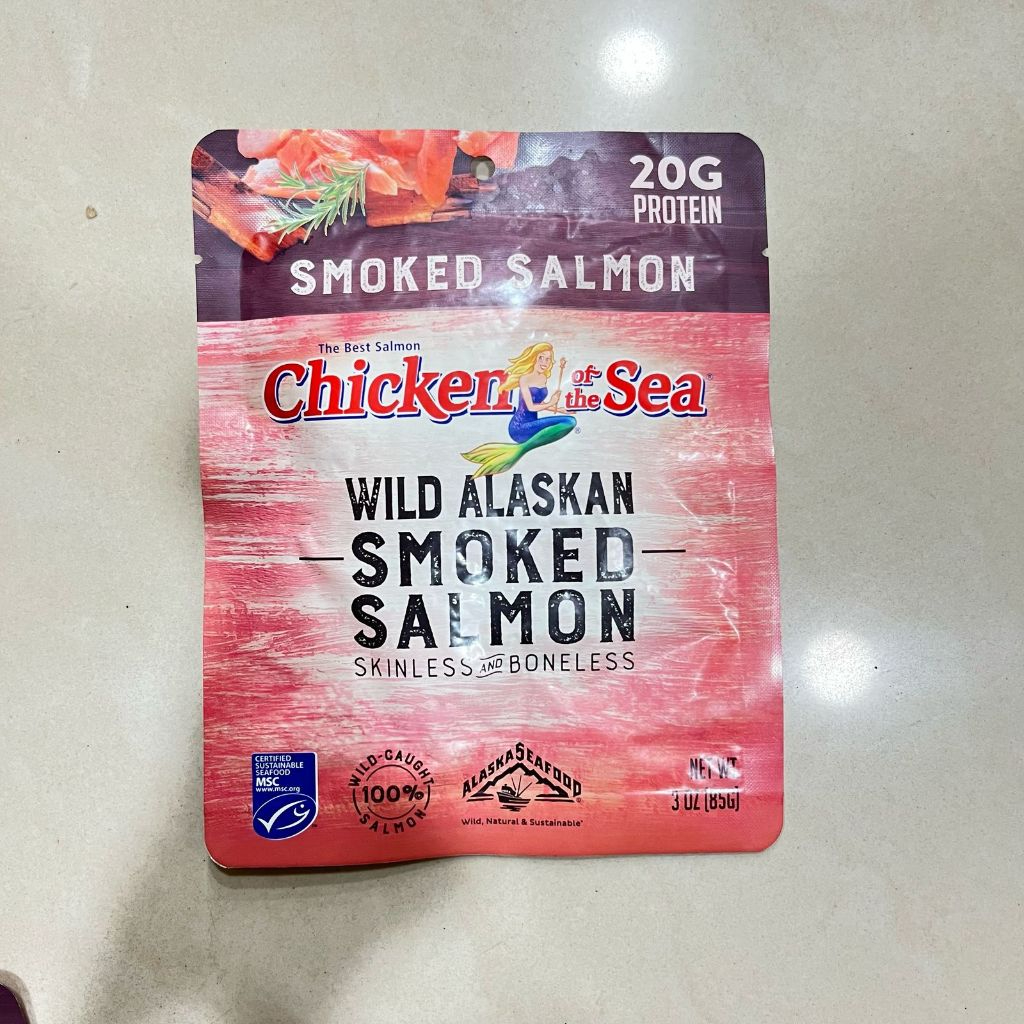 20G
PROTEIN
SMOKED SALMON
The Best Salmon
Chicken of the Sea®
®
WILD ALASKAN
SMOKED
SALMON
SKINLESS AND BONELESS
CERTIFIED
SUSTAINABLE
SEAFOOD
MSC
www.msc.org
™
WILD-CAUGHT
100%
SALMON
ALASKA SEAFOOD®
Wild, Natural & Sustainable®
NET WT.
3 OZ (85G)